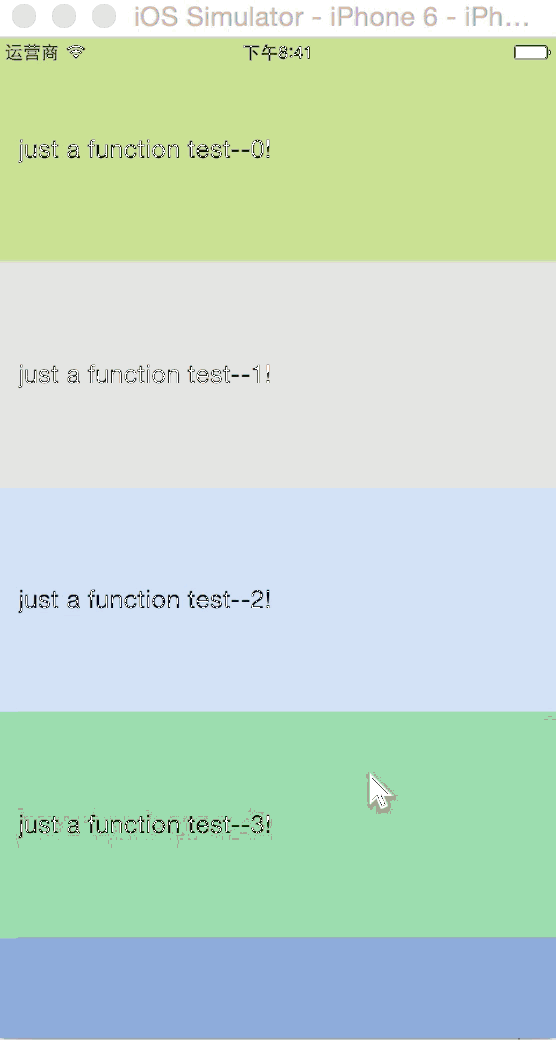 iOS Simulator - iPhone 6 - iPh...
运营商 下午8:41
just a function test--0!
just a function test--1!
just a function test--2!
just a function test--3!